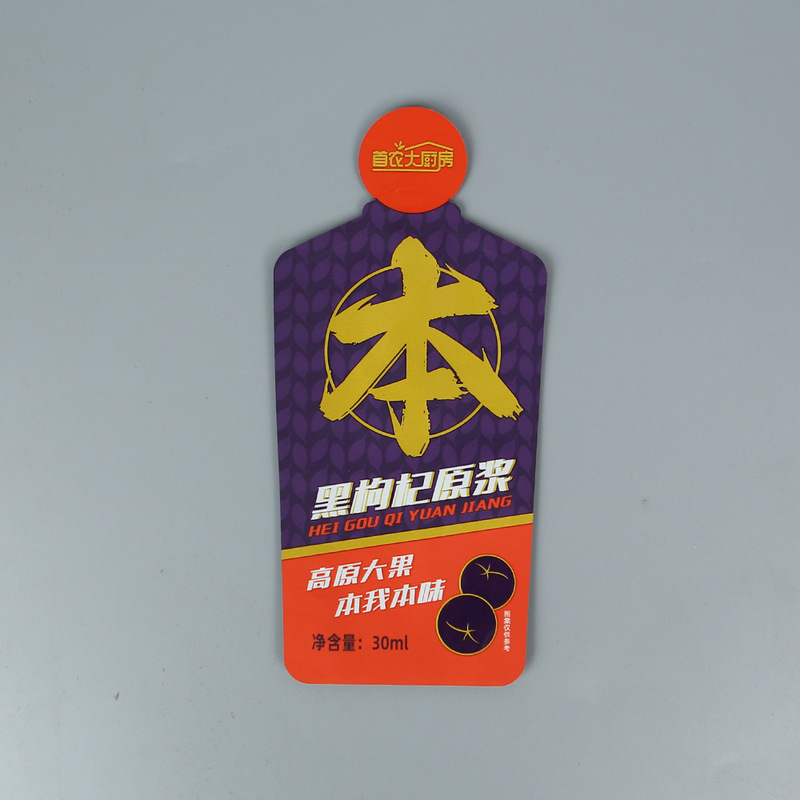 首农大厨房
本
黑枸杞原浆
HEI GOU QI YUAN JIANG
高原大果
本我本味
净含量：30ml
图案仅供参考